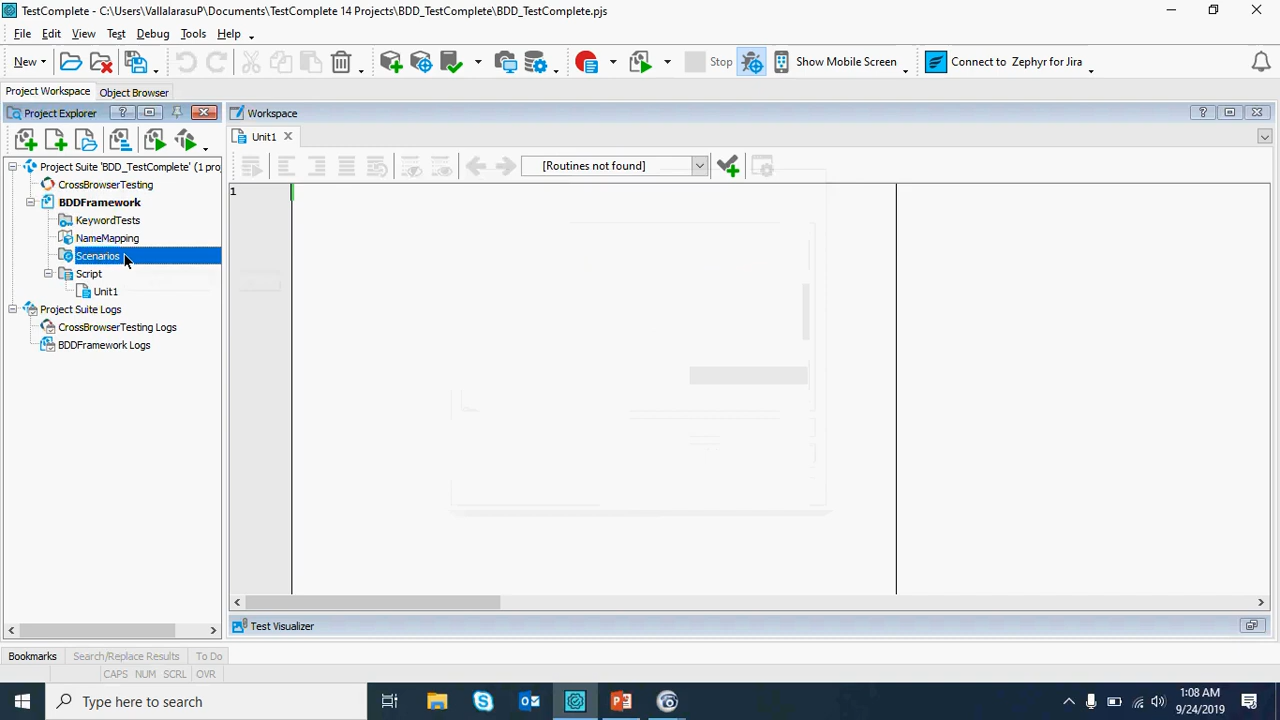 TestComplete - C:\Users\VallalarasuP\Documents\TestComplete 14 Projects\BDD_TestComplete\BDD_TestComplete.pjs
File Edit View Test Debug Tools Help
New Stop Show Mobile Screen Connect to Zephyr for Jira
Project Workspace Object Browser
Project Explorer
Workspace
Unit1
[Routines not found]
1
Project Suite 'BDD_TestComplete' (1 pro
CrossBrowserTesting
BDDFramework
KeywordTests
NameMapping
Scenarios
Script
Unit1
Project Suite Logs
CrossBrowserTesting Logs
BDDFramework Logs
Test Visualizer
Bookmarks Search/Replace Results To Do
CAPS NUM SCRL OVR
Type here to search
1:08 AM
9/24/2019